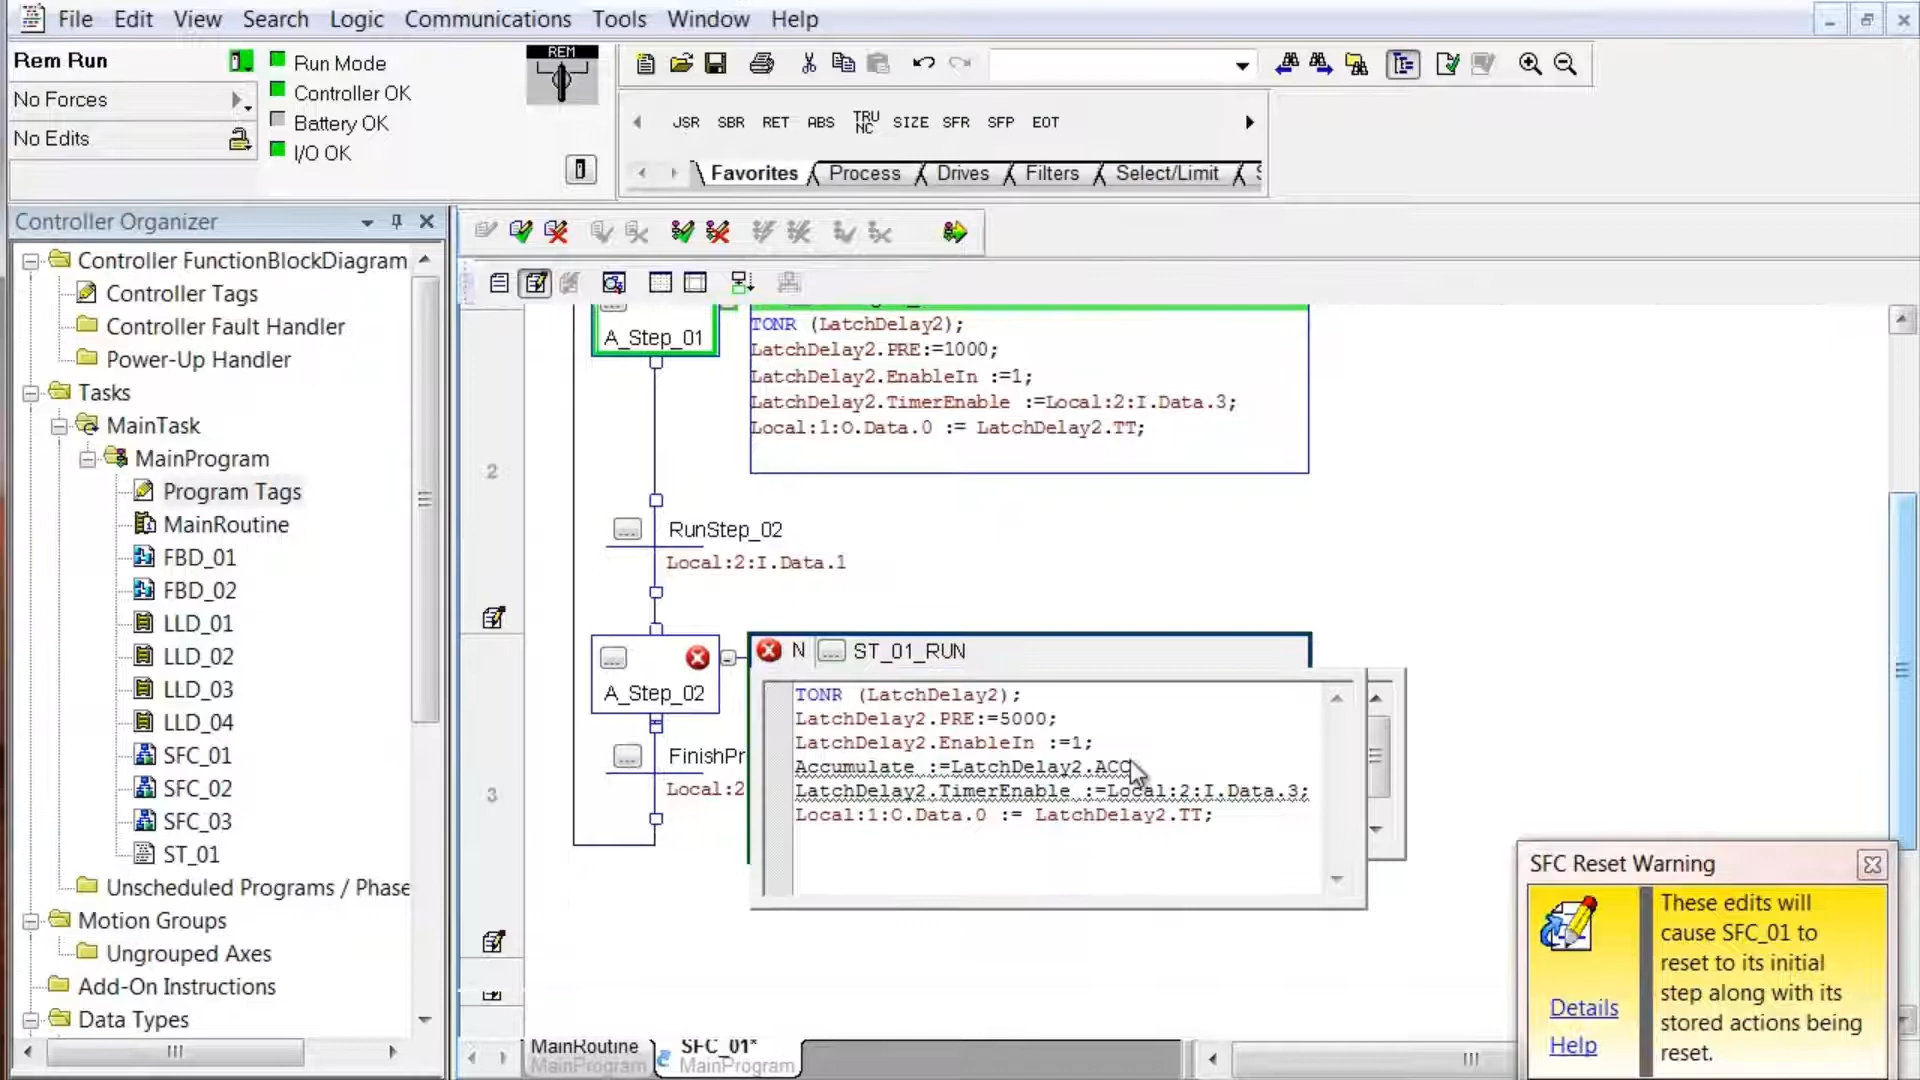 File Edit View Search Logic Communications Tools Window Help
Rem Run
No Forces
No Edits
Run Mode
Controller OK
Battery OK
I/O OK
REM
JSR SBR RET ABS TRUNC SIZE SFR SFP EOT
Favorites Process Drives Filters Select/Limit
Controller Organizer
Controller FunctionBlockDiagram
Controller Tags
Controller Fault Handler
Power-Up Handler
Tasks
MainTask
MainProgram
Program Tags
MainRoutine
FBD_01
FBD_02
LLD_01
LLD_02
LLD_03
LLD_04
SFC_01
SFC_02
SFC_03
ST_01
Unscheduled Programs / Phase
Motion Groups
Ungrouped Axes
Add-On Instructions
Data Types
A_Step_01
TONR (LatchDelay2);
LatchDelay2.PRE:=1000;
LatchDelay2.EnableIn :=1;
LatchDelay2.TimerEnable :=Local:2:I.Data.3;
Local:1:O.Data.0 := LatchDelay2.TT;
2
RunStep_02
Local:2:I.Data.1
A_Step_02
N ... ST_01_RUN
TONR (LatchDelay2);
LatchDelay2.PRE:=5000;
LatchDelay2.EnableIn :=1;
Accumulate :=LatchDelay2.ACC
LatchDelay2.TimerEnable :=Local:2:I.Data.3;
Local:1:O.Data.0 := LatchDelay2.TT;
FinishPr
Local:2
3
MainRoutine
MainProgram
SFC_01*
MainProgram
SFC Reset Warning
These edits will
cause SFC_01 to
reset to its initial
step along with its
stored actions being
reset.
Details
Help